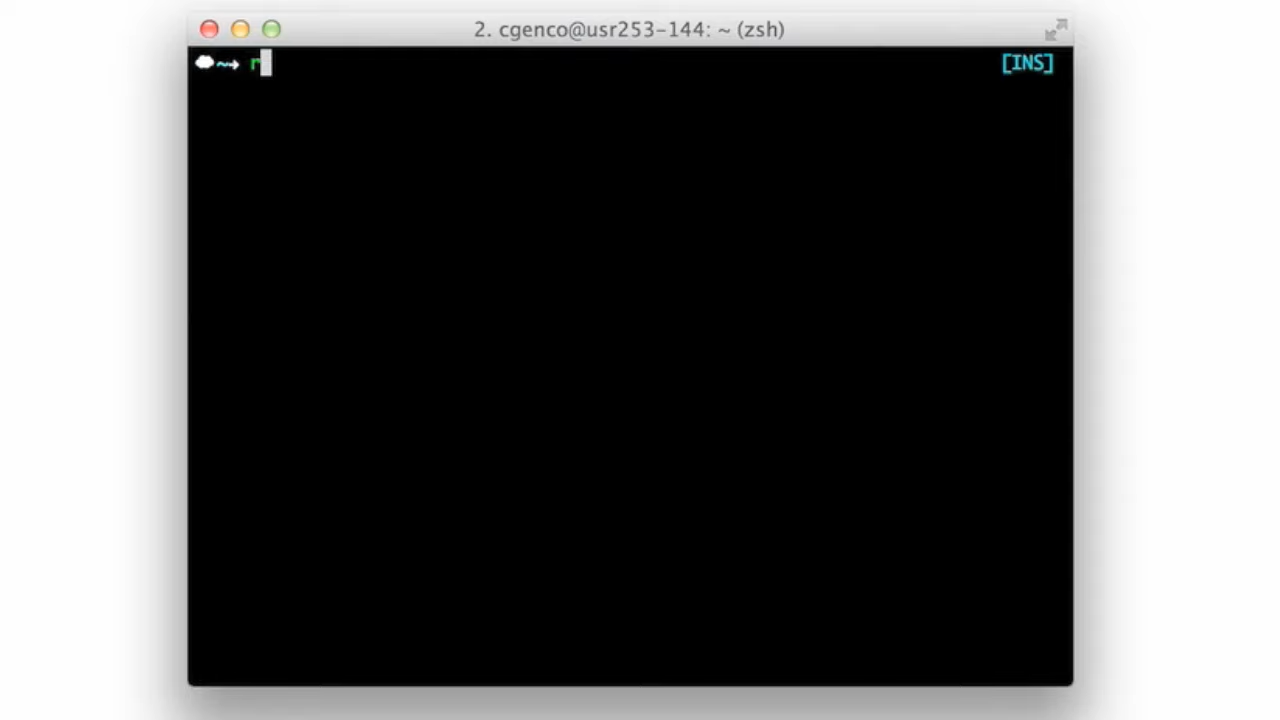 2. cgenco@usr253-144: ~ (zsh)
~→ r [INS]